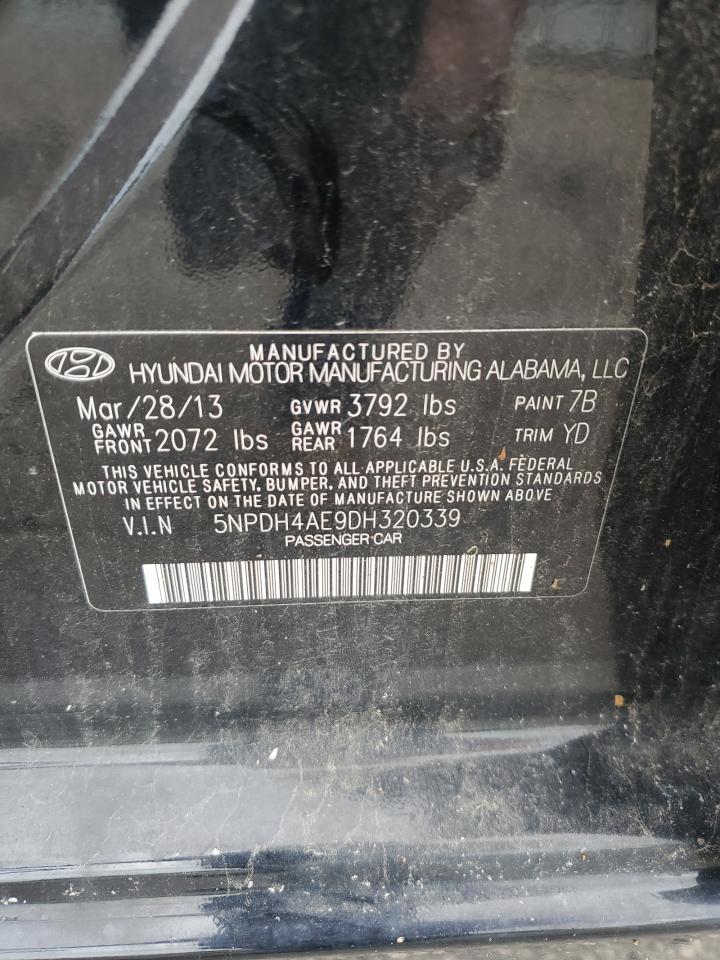 MANUFACTURED BY
HYUNDAI MOTOR MANUFACTURING ALABAMA, LLC
Mar/28/13 GVWR 3792 lbs PAINT 7B
GAWR FRONT 2072 lbs GAWR REAR 1764 lbs TRIM YD
THIS VEHICLE CONFORMS TO ALL APPLICABLE U.S.A. FEDERAL
MOTOR VEHICLE SAFETY, BUMPER, AND THEFT PREVENTION STANDARDS
IN EFFECT ON THE DATE OF MANUFACTURE SHOWN ABOVE
V.I.N 5NPDH4AE9DH320339
PASSENGER CAR